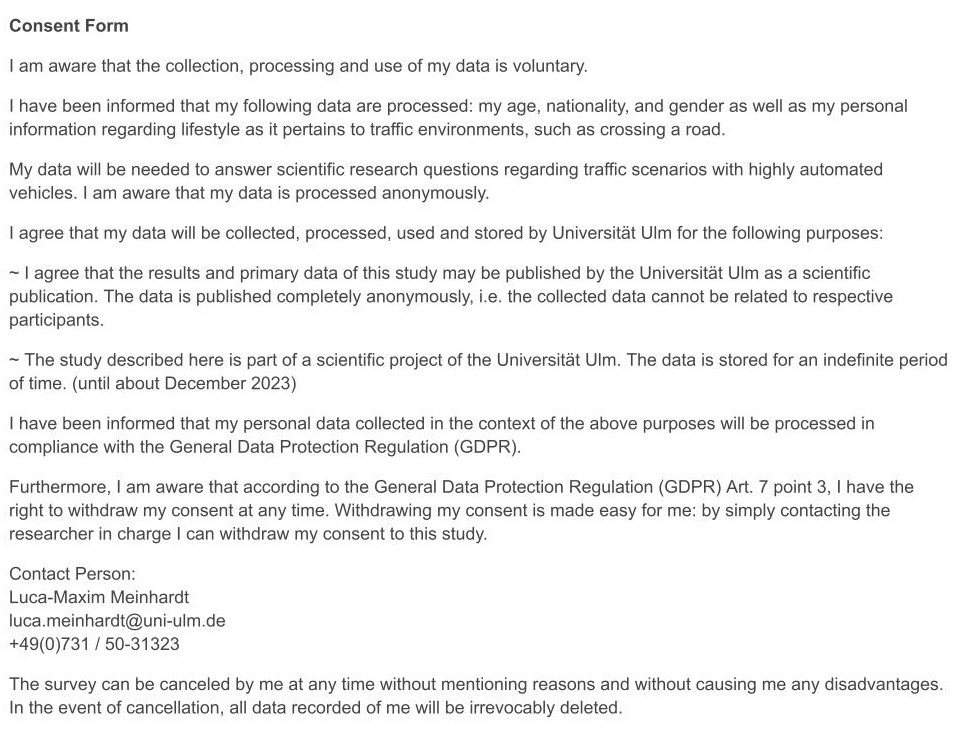 Consent Form
I am aware that the collection, processing and use of my data is voluntary.
I have been informed that my following data are processed: my age, nationality, and gender as well as my personal
information regarding lifestyle as it pertains to traffic environments, such as crossing a road.
My data will be needed to answer scientific research questions regarding traffic scenarios with highly automated
vehicles. I am aware that my data is processed anonymously.
I agree that my data will be collected, processed, used and stored by Universität Ulm for the following purposes:
~ I agree that the results and primary data of this study may be published by the Universität Ulm as a scientific
publication. The data is published completely anonymously, i.e. the collected data cannot be related to respective
participants.
~ The study described here is part of a scientific project of the Universität Ulm. The data is stored for an indefinite period
of time. (until about December 2023)
I have been informed that my personal data collected in the context of the above purposes will be processed in
compliance with the General Data Protection Regulation (GDPR).
Furthermore, I am aware that according to the General Data Protection Regulation (GDPR) Art. 7 point 3, I have the
right to withdraw my consent at any time. Withdrawing my consent is made easy for me: by simply contacting the
researcher in charge I can withdraw my consent to this study.
Contact Person:
Luca-Maxim Meinhardt
luca.meinhardt@uni-ulm.de
+49(0)731 / 50-31323
The survey can be canceled by me at any time without mentioning reasons and without causing me any disadvantages.
In the event of cancellation, all data recorded of me will be irrevocably deleted.